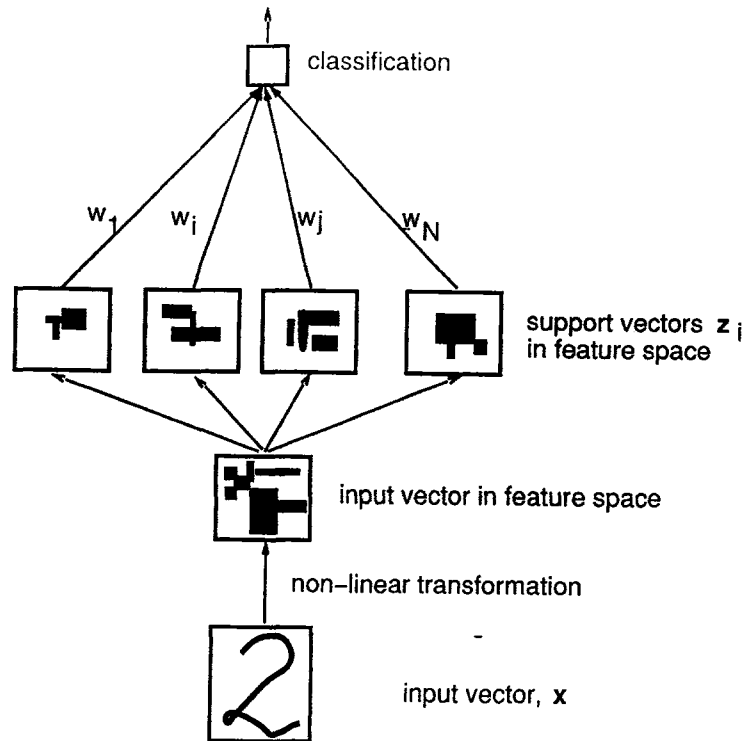 classification
w1 wi wj wN
support vectors zi
in feature space
input vector in feature space
non-linear transformation
2
input vector, x